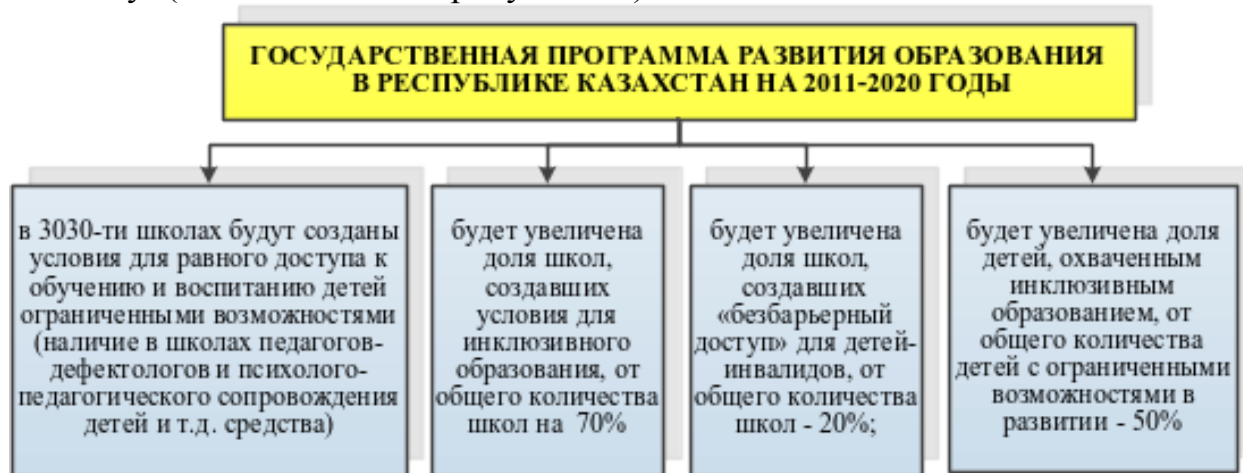 ГОСУДАРСТВЕННАЯ ПРОГРАММА РАЗВИТИЯ ОБРАЗОВАНИЯ
В РЕСПУБЛИКЕ КАЗАХСТАН НА 2011-2020 ГОДЫ
в 3030-ти школах будут созданы
условия для равного доступа к
обучению и воспитанию детей
ограниченными возможностями
(наличие в школах педагогов-
дефектологов и психолого-
педагогического сопровождения
детей и т.д. средства)
будет увеличена
доля школ,
создавших
условия для
инклюзивного
образования, от
общего количества
школ на 70%
будет увеличена
доля школ,
создавших
«безбарьерный
доступ» для детей-
инвалидов, от
общего количества
школ - 20%;
будет увеличена доля
детей, охваченным
инклюзивным
образованием, от
общего количества
детей с ограниченными
возможностями в
развитии - 50%